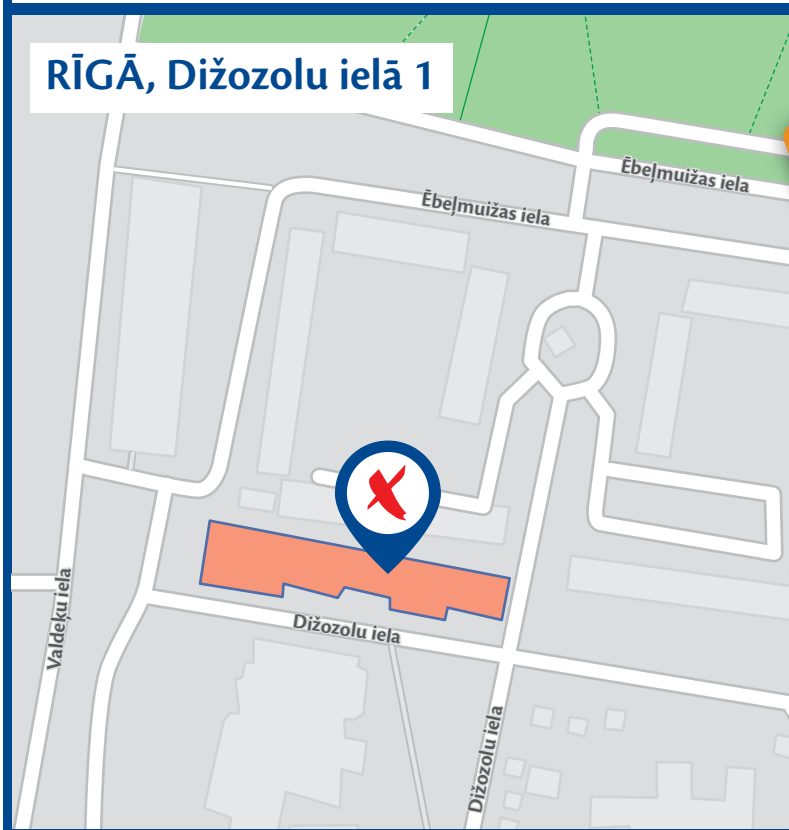 RĪGĀ, Dižozolu ielā 1
Ēbeļmuižas iela
Ēbeļmuižas iela
Valdeķu iela
Dižozolu iela
Dižozolu iela